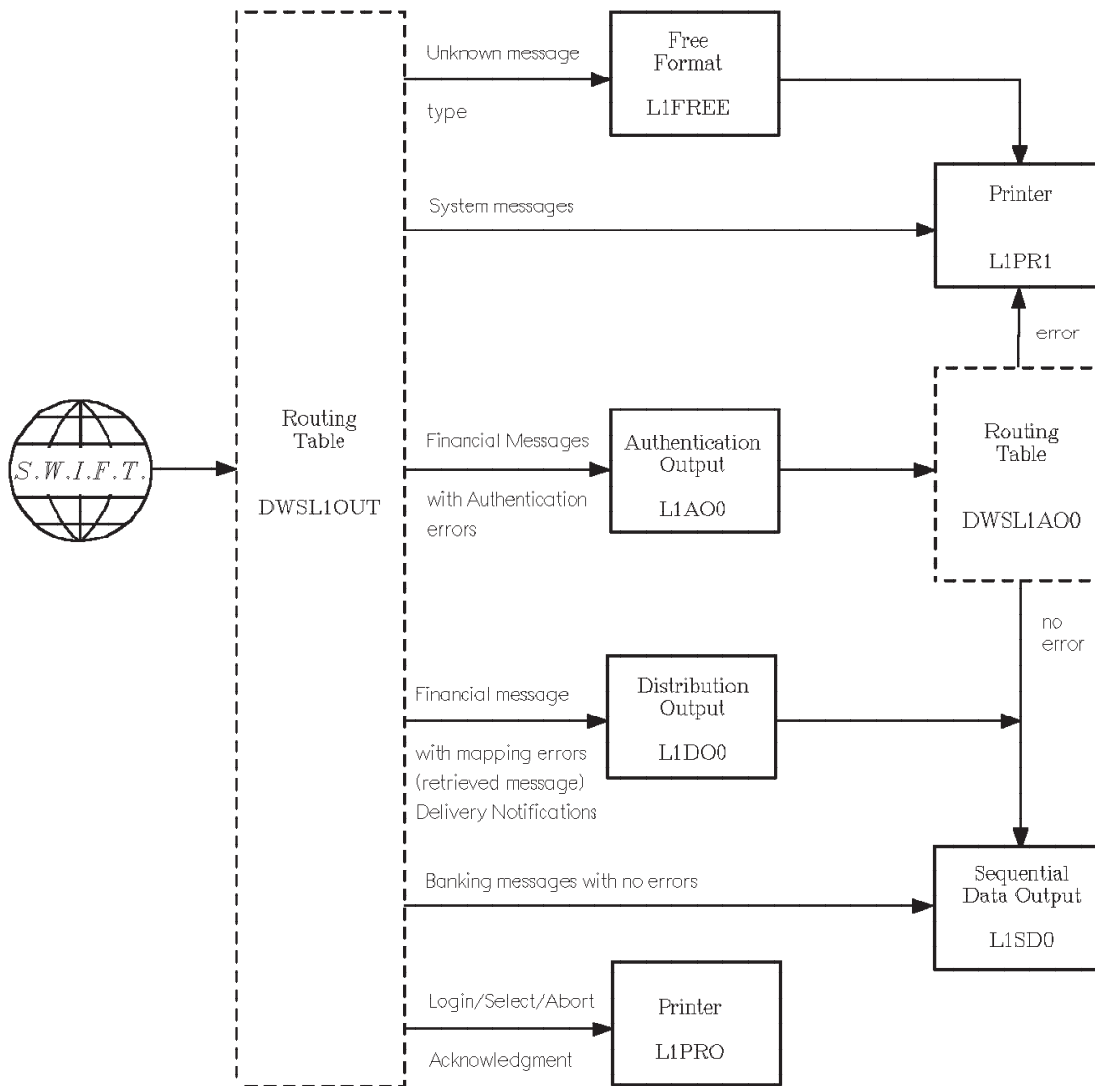 Unknown message
type
Free
Format
L1FREE
System messages
Printer
L1PR1
error
S.W.I.F.T.
Routing
Table
DWSL1OUT
Financial Messages
with Authentication
errors
Authentication
Output
L1AO0
Routing
Table
DWSL1AO0
no
error
Financial message
with mapping errors
(retrieved message)
Delivery Notifications
Distribution
Output
L1DO0
Banking messages with no errors
Sequential
Data Output
L1SD0
Login/Select/Abort
Acknowledgment
Printer
L1PRO